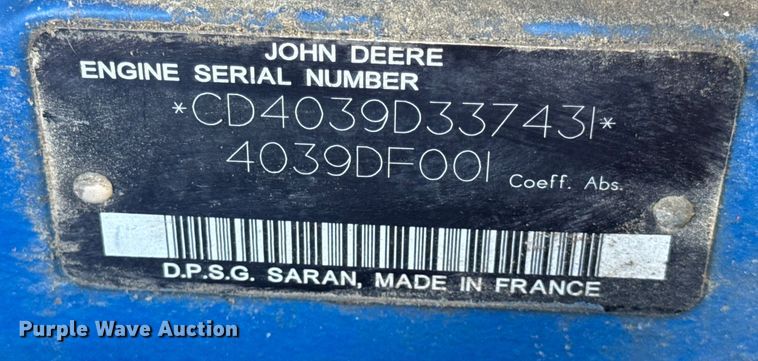 JOHN DEERE
ENGINE SERIAL NUMBER
*CD4039D337431*
4039DF001 Coeff. Abs.
D.P.S.G. SARAN, MADE IN FRANCE
Purple Wave Auction